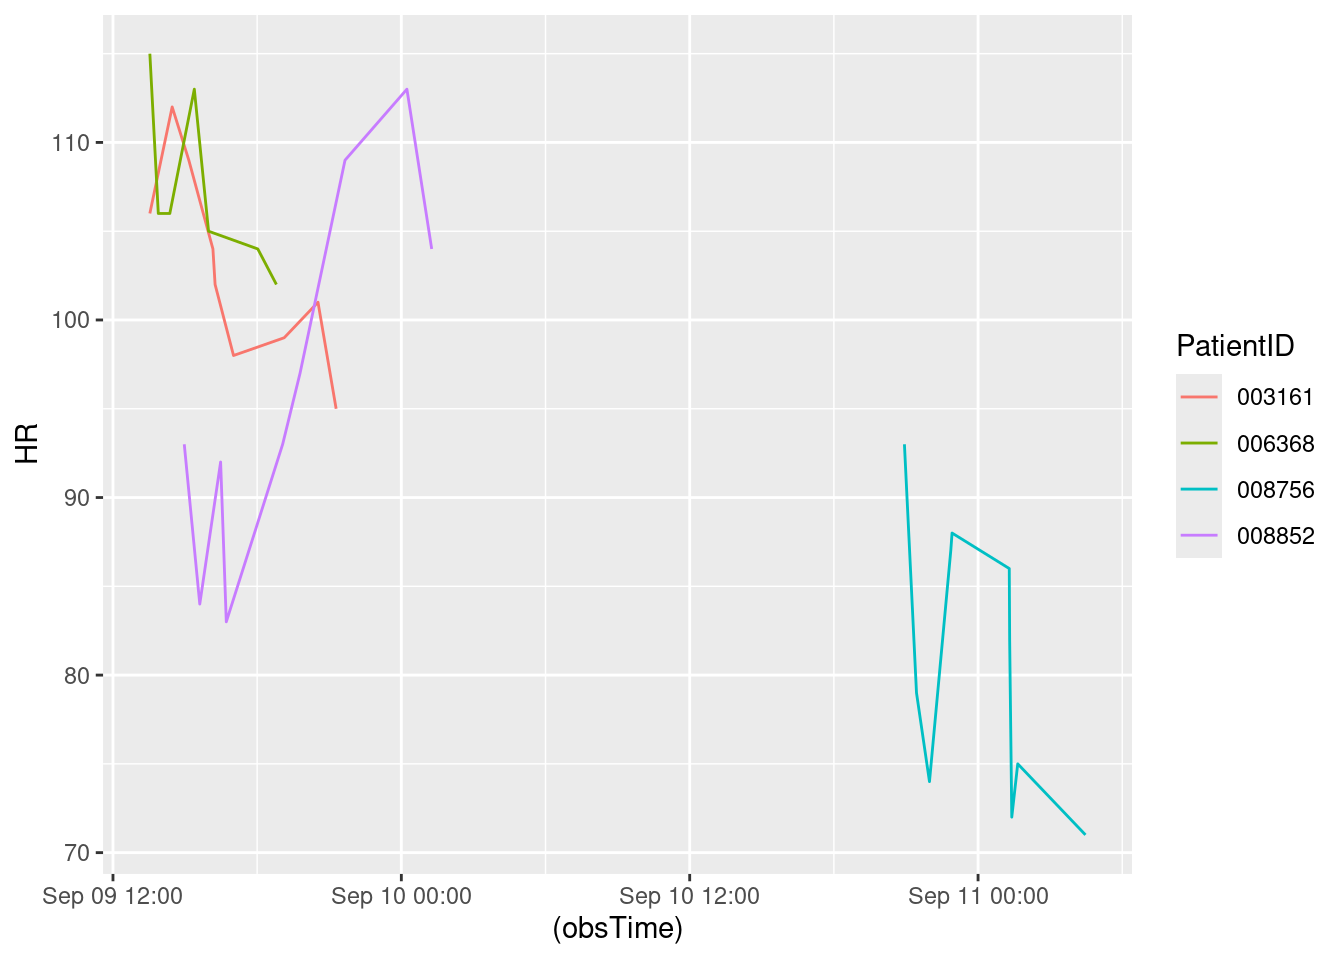 110
100
90
80
70
HR
Sep 09 12:00
Sep 10 00:00
Sep 10 12:00
Sep 11 00:00
(obsTime)
PatientID
003161
006368
008756
008852